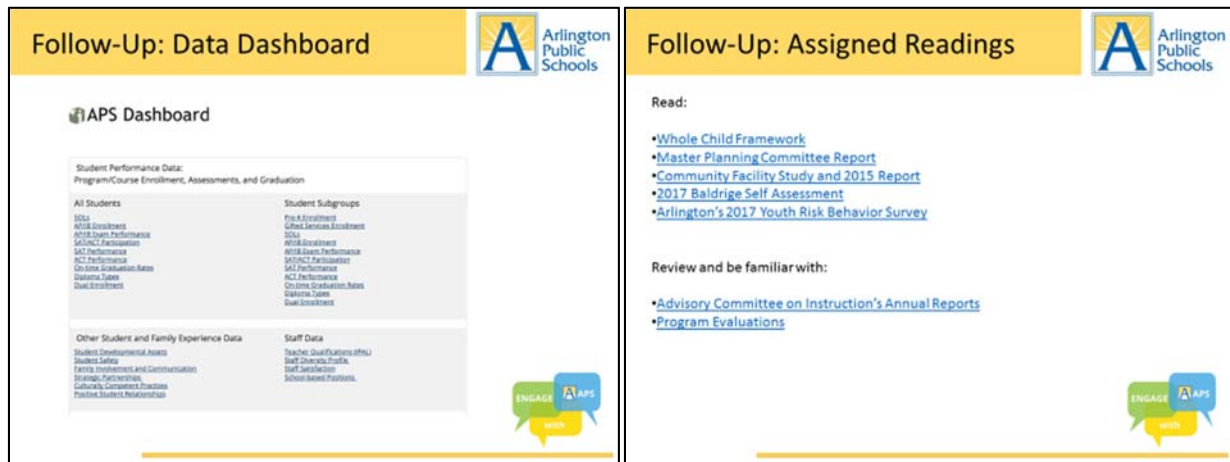 Follow-Up: Data Dashboard
Arlington
Public
Schools
APS Dashboard
Student Performance Data:
Program/Course Enrollment, Assessments, and Graduation
All Students
SOLs
AP/IB Enrollment
AP/IB Exam Performance
SAT/ACT Participation
SAT Performance
ACT Performance
On-time Graduation Rates
Diploma Types
Dual Enrollment
Student Subgroups
Pre-K Enrollment
Gifted Services Enrollment
SOLs
AP/IB Enrollment
AP/IB Exam Performance
SAT/ACT Participation
SAT Performance
ACT Performance
On-time Graduation Rates
Diploma Types
Dual Enrollment
Other Student and Family Experience Data
Student Developmental Assets
Student Safety
Family Involvement and Communication
Strategic Partnerships
Culturally Competent Practices
Positive Student Relationships
Staff Data
Teacher Qualifications (IPAL)
Staff Diversity Profile
Staff Satisfaction
School-based Positions
ENGAGE
A APS
with
Follow-Up: Assigned Readings
Arlington
Public
Schools
Read:
•Whole Child Framework
•Master Planning Committee Report
•Community Facility Study and 2015 Report
•2017 Baldrige Self Assessment
•Arlington's 2017 Youth Risk Behavior Survey
Review and be familiar with:
•Advisory Committee on Instruction's Annual Reports
•Program Evaluations
ENGAGE
A APS
with